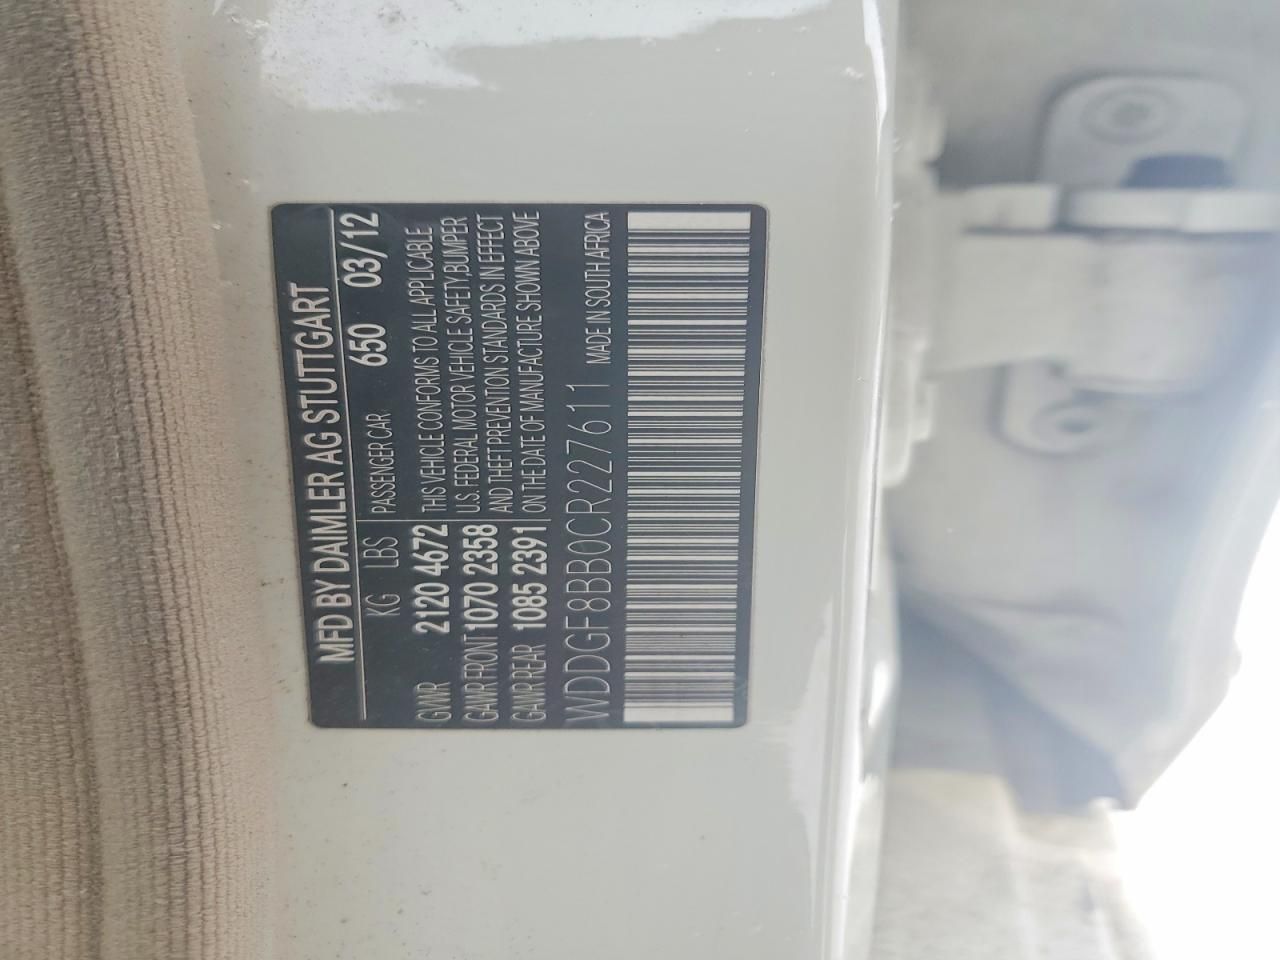 MFD BY DAIMLER AG STUTTGART
KG LBS PASSENGER CAR 650 03/12
GVWR 2120 4672 THIS VEHICLE CONFORMS TO ALL APPLICABLE
GAWR FRONT 1070 2358 U.S. FEDERAL MOTOR VEHICLE SAFETY,BUMPER
GAWR REAR 1085 2391 AND THEFT PREVENTION STANDARDS IN EFFECT
ON THE DATE OF MANUFACTURE SHOWN ABOVE
WDDGF8BB0CR227611 MADE IN SOUTH AFRICA